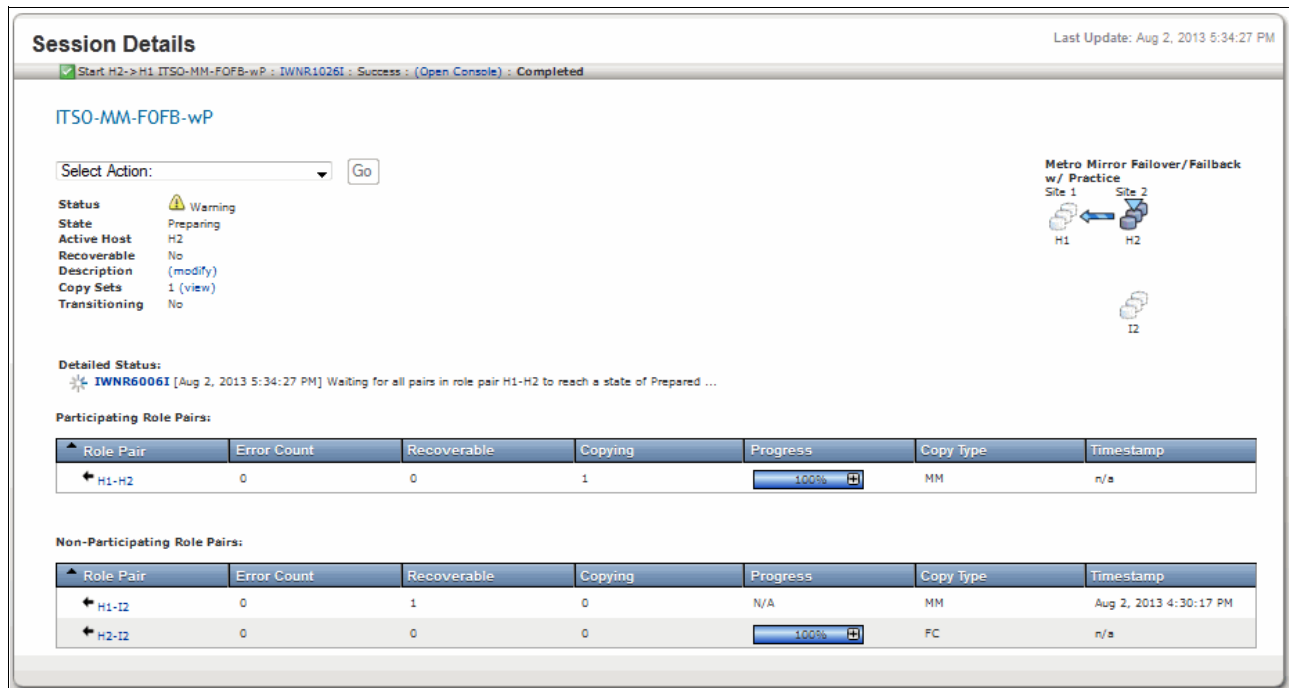 Session Details
Last Update: Aug 2, 2013 5:34:27 PM
Start H2->H1 ITSO-MM-FOFB-wP : IWNR1026I : Success : (Open Console) : Completed
ITSO-MM-FOFB-wP
Select Action:
Go
Status Warning
State Preparing
Active Host H2
Recoverable No
Description (modify)
Copy Sets 1 (view)
Transitioning No
Metro Mirror Failover/Failback
w/ Practice
Site 1 Site 2
H1 H2
I2
Detailed Status:
IWNR6006I [Aug 2, 2013 5:34:27 PM] Waiting for all pairs in role pair H1-H2 to reach a state of Prepared ...
Participating Role Pairs:
Role Pair Error Count Recoverable Copying Progress Copy Type Timestamp
H1-H2 0 0 1 100% MM n/a
Non-Participating Role Pairs:
Role Pair Error Count Recoverable Copying Progress Copy Type Timestamp
H1-I2 0 1 0 N/A MM Aug 2, 2013 4:30:17 PM
H2-I2 0 0 0 100% FC n/a